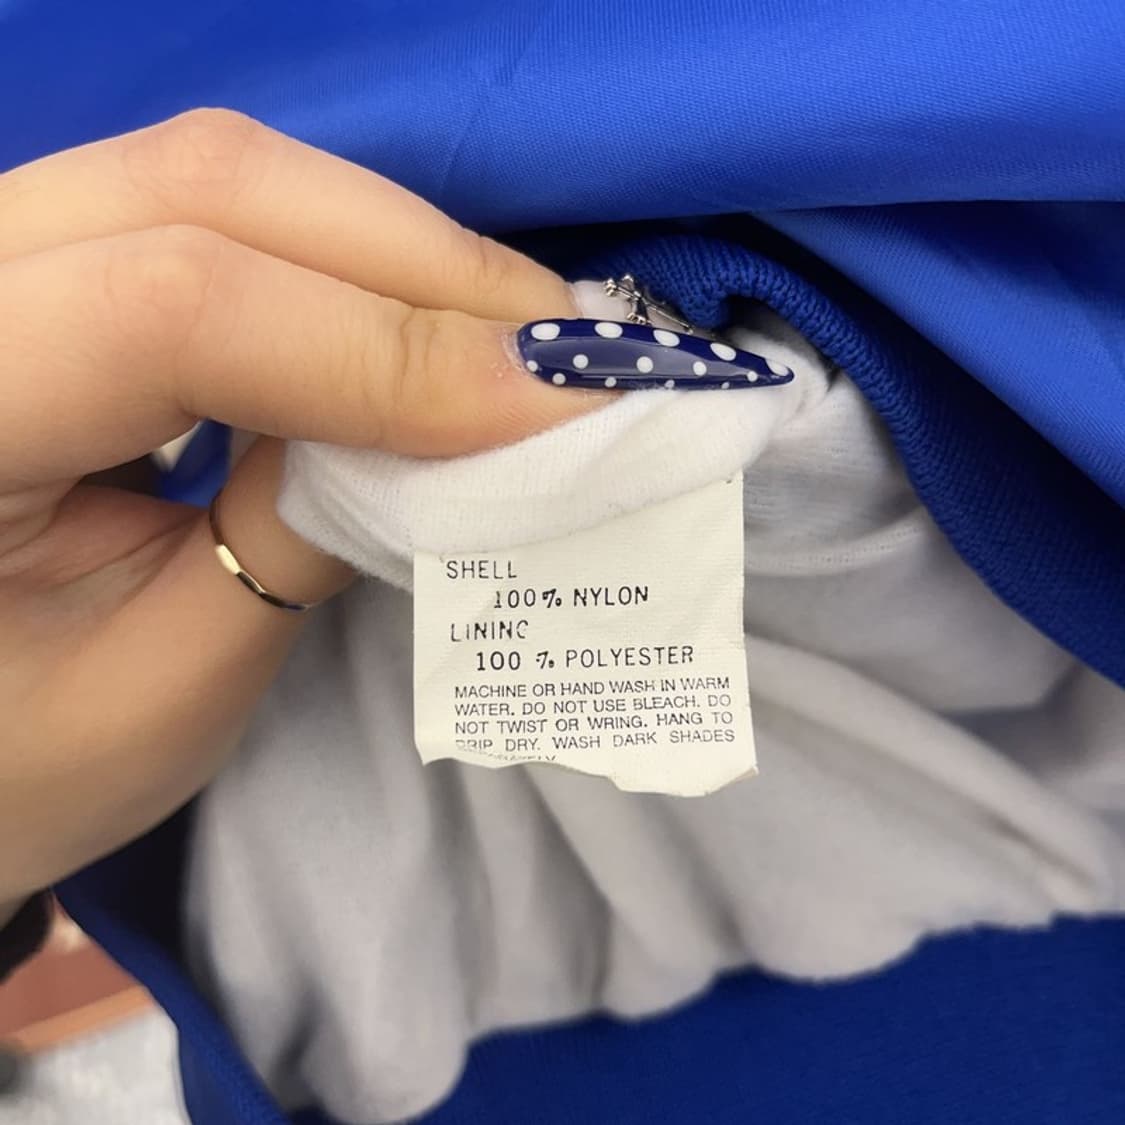 SHELL
100% NYLON
LINING
100 % POLYESTER
MACHINE OR HAND WASH IN WARM
WATER. DO NOT USE BLEACH. DO
NOT TWIST OR WRING. HANG TO
DRIP DRY. WASH DARK SHADES